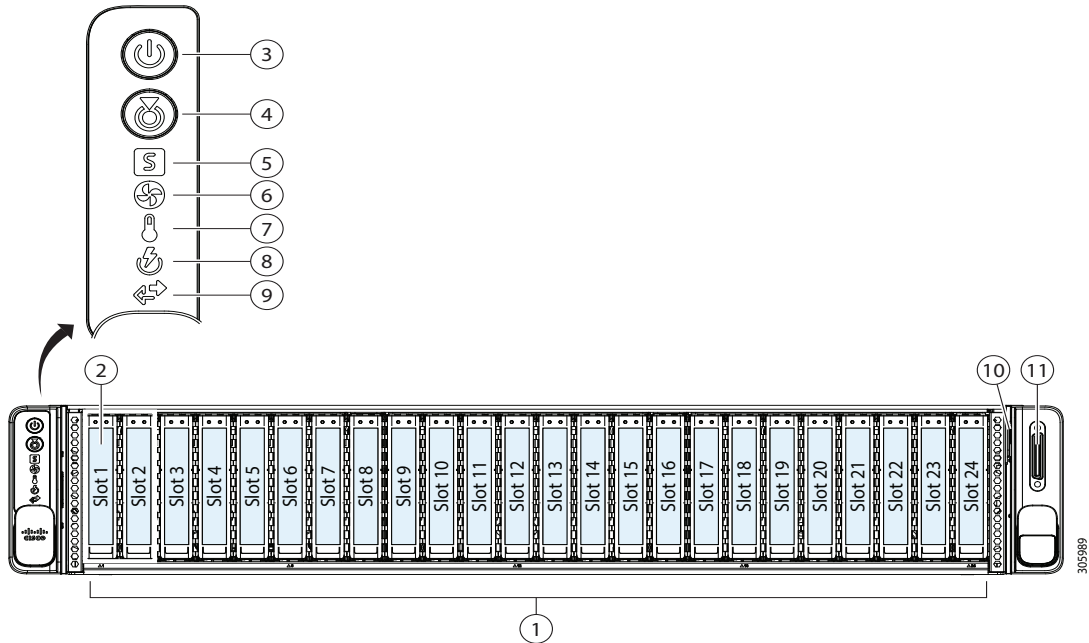 3
4
S
5
6
7
8
9
2
10
11
Slot 1
Slot 2
Slot 3
Slot 4
Slot 5
Slot 6
Slot 7
Slot 8
Slot 9
Slot 10
Slot 11
Slot 12
Slot 13
Slot 14
Slot 15
Slot 16
Slot 17
Slot 18
Slot 19
Slot 20
Slot 21
Slot 22
Slot 23
Slot 24
S
CISCO
1
305989